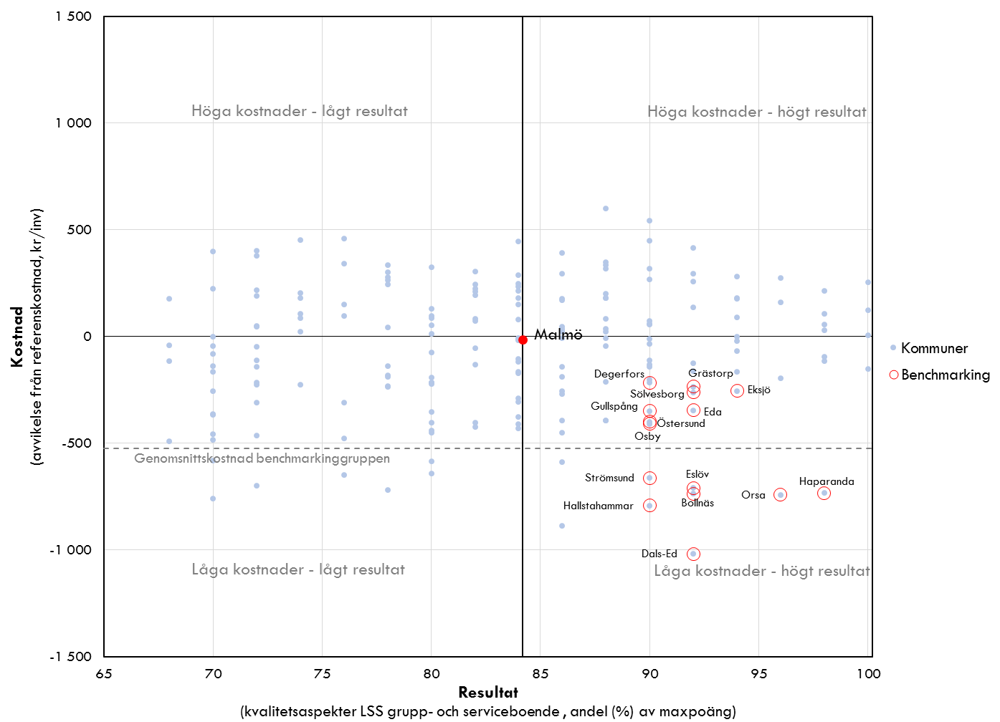 1 500
1 000
500
0
-500
-1 000
-1 500
Kostnad
(avvikelse från referenskostnad, kr/inv)
Höga kostnader - lågt resultat
Höga kostnader - högt resultat
Malmö
Kommuner
Benchmarking
Degerfors
Grästorp
Sölvesborg
Eksjö
Gullspång
Eda
Östersund
Osby
Genomsnittskostnad benchmarkinggruppen
Strömsund
Eslöv
Haparanda
Orsa
Bollnäs
Hallstahammar
Dals-Ed
Låga kostnader - lågt resultat
Låga kostnader - högt resultat
65 70 75 80 85 90 95 100
Resultat
(kvalitetsaspekter LSS grupp- och serviceboende , andel (%) av maxpoäng)